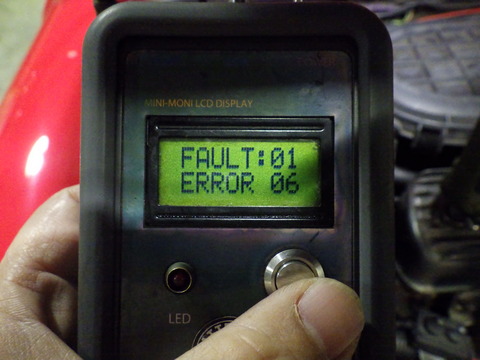 MINI-MONI LCD DISPLAY
FAULT:01
ERROR 06
LED